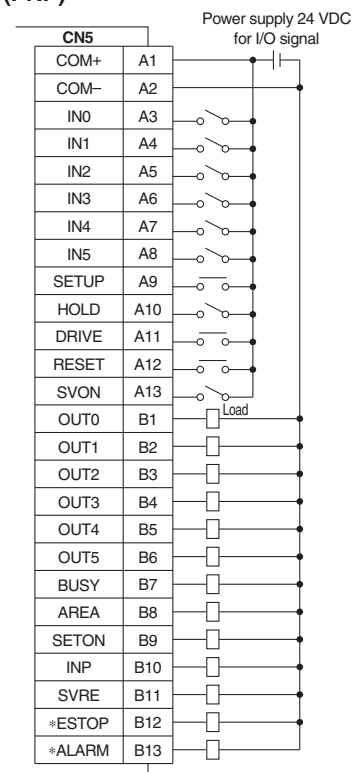 Power supply 24 VDC
for I/O signal
CN5
COM+ A1
COM– A2
IN0 A3
IN1 A4
IN2 A5
IN3 A6
IN4 A7
IN5 A8
SETUP A9
HOLD A10
DRIVE A11
RESET A12
SVON A13
Load
OUT0 B1
OUT1 B2
OUT2 B3
OUT3 B4
OUT4 B5
OUT5 B6
BUSY B7
AREA B8
SETON B9
INP B10
SVRE B11
∗ESTOP B12
∗ALARM B13